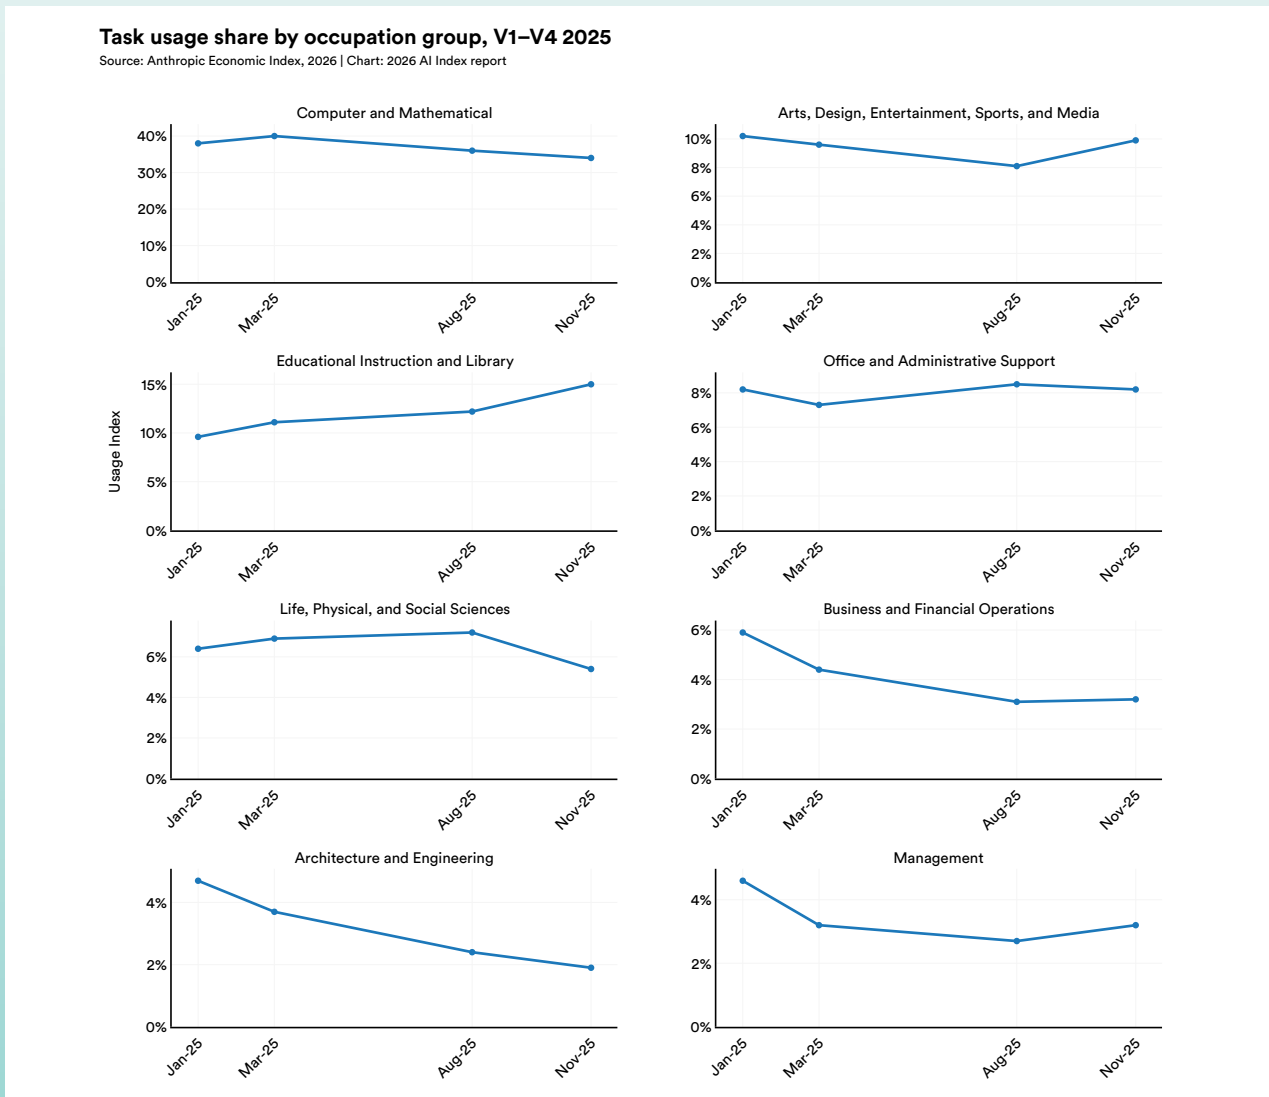 Task usage share by occupation group, V1–V4 2025
Source: Anthropic Economic Index, 2026 | Chart: 2026 AI Index report
Computer and Mathematical
40%
30%
20%
10%
0%
Jan-25
Mar-25
Aug-25
Nov-25
Arts, Design, Entertainment, Sports, and Media
10%
8%
6%
4%
2%
0%
Jan-25
Mar-25
Aug-25
Nov-25
Usage Index
Educational Instruction and Library
15%
10%
5%
0%
Jan-25
Mar-25
Aug-25
Nov-25
Office and Administrative Support
8%
6%
4%
2%
0%
Jan-25
Mar-25
Aug-25
Nov-25
Life, Physical, and Social Sciences
6%
4%
2%
0%
Jan-25
Mar-25
Aug-25
Nov-25
Business and Financial Operations
6%
4%
2%
0%
Jan-25
Mar-25
Aug-25
Nov-25
Architecture and Engineering
4%
2%
0%
Jan-25
Mar-25
Aug-25
Nov-25
Management
4%
2%
0%
Jan-25
Mar-25
Aug-25
Nov-25